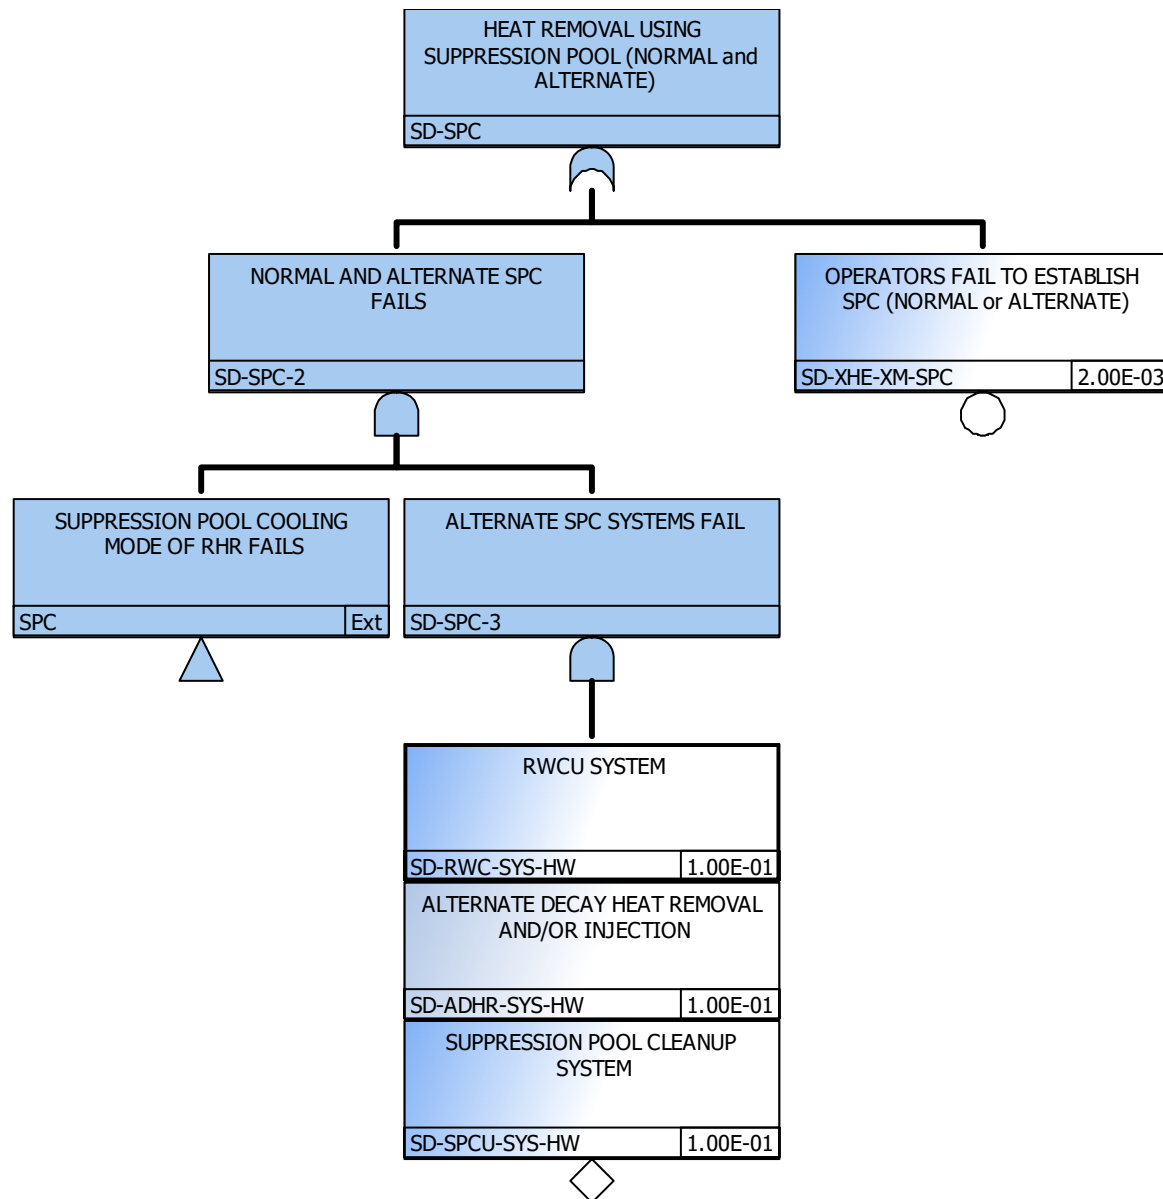 HEAT REMOVAL USING
SUPPRESSION POOL (NORMAL and
ALTERNATE)
SD-SPC
NORMAL AND ALTERNATE SPC
FAILS
SD-SPC-2
OPERATORS FAIL TO ESTABLISH
SPC (NORMAL or ALTERNATE)
SD-XHE-XM-SPC 2.00E-03
SUPPRESSION POOL COOLING
MODE OF RHR FAILS
SPC Ext
ALTERNATE SPC SYSTEMS FAIL
SD-SPC-3
RWCU SYSTEM
SD-RWC-SYS-HW 1.00E-01
ALTERNATE DECAY HEAT REMOVAL
AND/OR INJECTION
SD-ADHR-SYS-HW 1.00E-01
SUPPRESSION POOL CLEANUP
SYSTEM
SD-SPCU-SYS-HW 1.00E-01